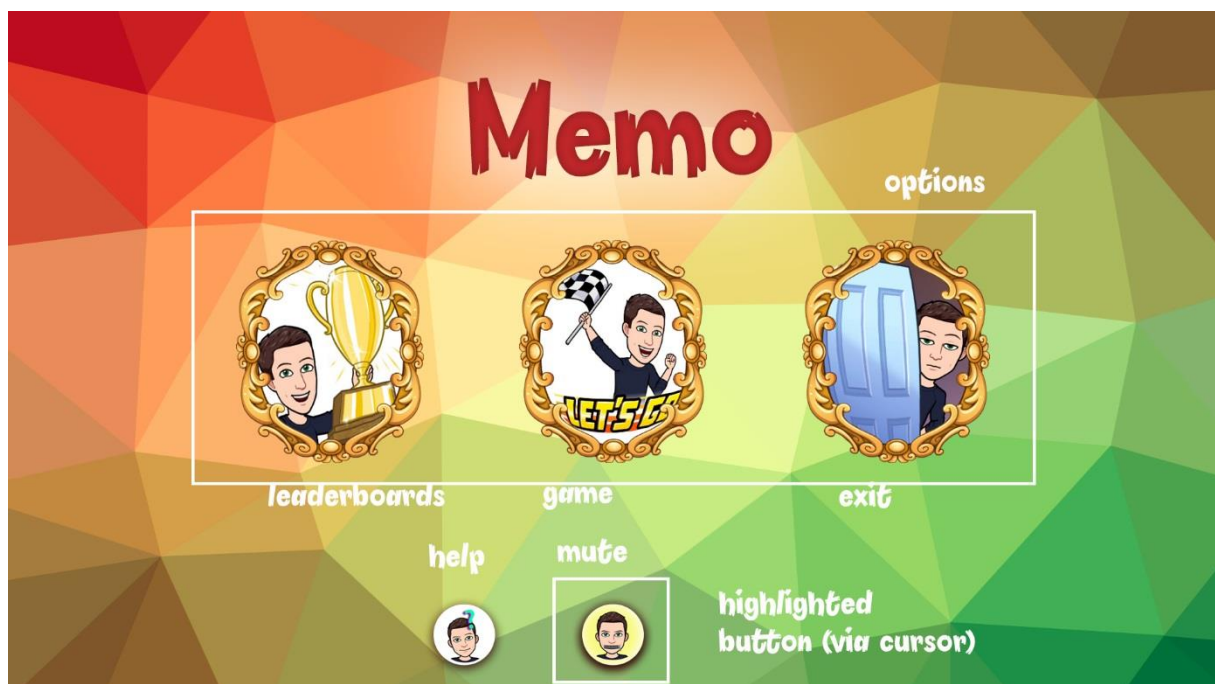 Memo
options
LET'S GO
leaderboards
game
exit
help
mute
?
highlighted
button (via cursor)